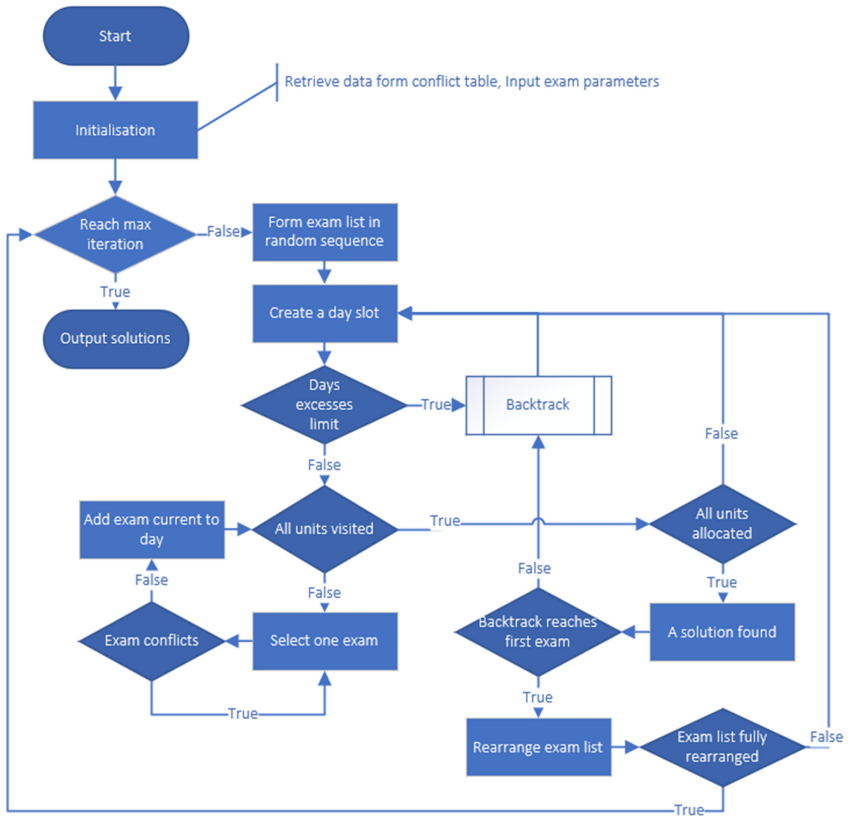 Start
Retrieve data form conflict table, Input exam parameters
Initialisation
Reach max
iteration
False
Form exam list in
random sequence
True
Create a day slot
Output solutions
Days
excesses
limit
True
Backtrack
False
False
Add exam current to
day
All units visited
True
All units
allocated
False
False
False
True
Exam conflicts
Select one exam
Backtrack reaches
first exam
A solution found
True
True
Rearrange exam list
Exam list fully
rearranged
False
True